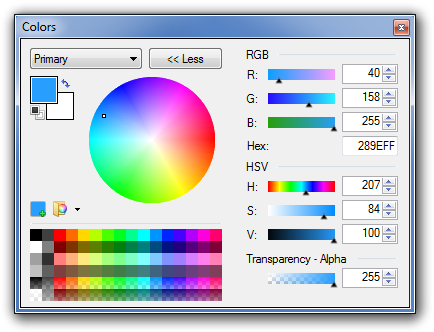 Colors
Primary
<< Less
RGB
R: 40
G: 158
B: 255
Hex: 289EFF
HSV
H: 207
S: 84
V: 100
Transparency - Alpha
255